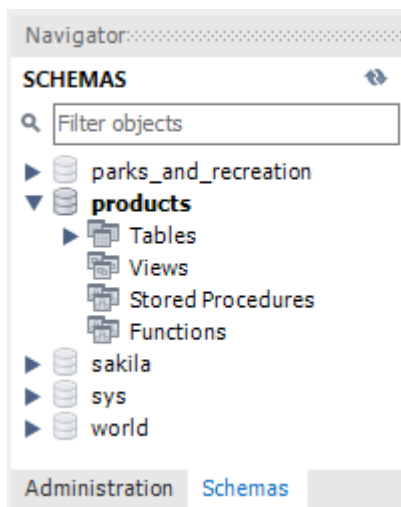 Navigator
SCHEMAS
Filter objects
parks_and_recreation
products
Tables
Views
Stored Procedures
Functions
sakila
sys
world
Administration Schemas